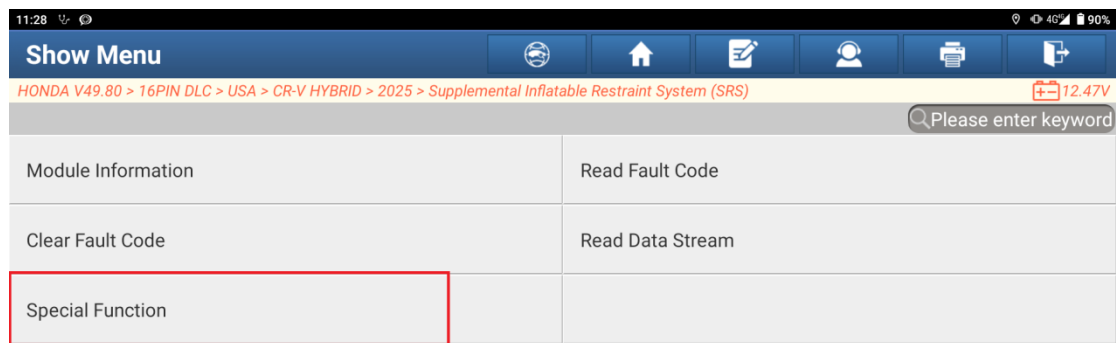 11:28 4G 90%
Show Menu
HONDA V49.80 > 16PIN DLC > USA > CR-V HYBRID > 2025 > Supplemental Inflatable Restraint System (SRS) 12.47V
Please enter keyword
Module Information Read Fault Code
Clear Fault Code Read Data Stream
Special Function